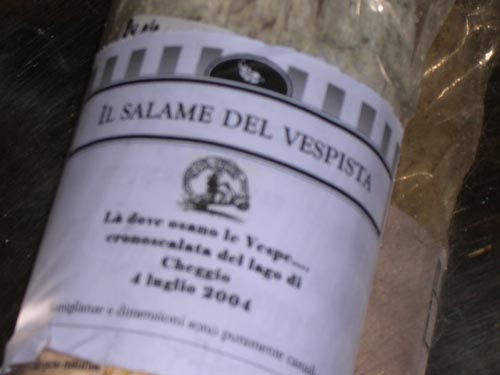 IL SALAME DEL VESPISTA
Là dove osano le Vespe....
cronoscalata del lago di
Cheggio
4 luglio 2004
e dimensioni sono puramente casuali